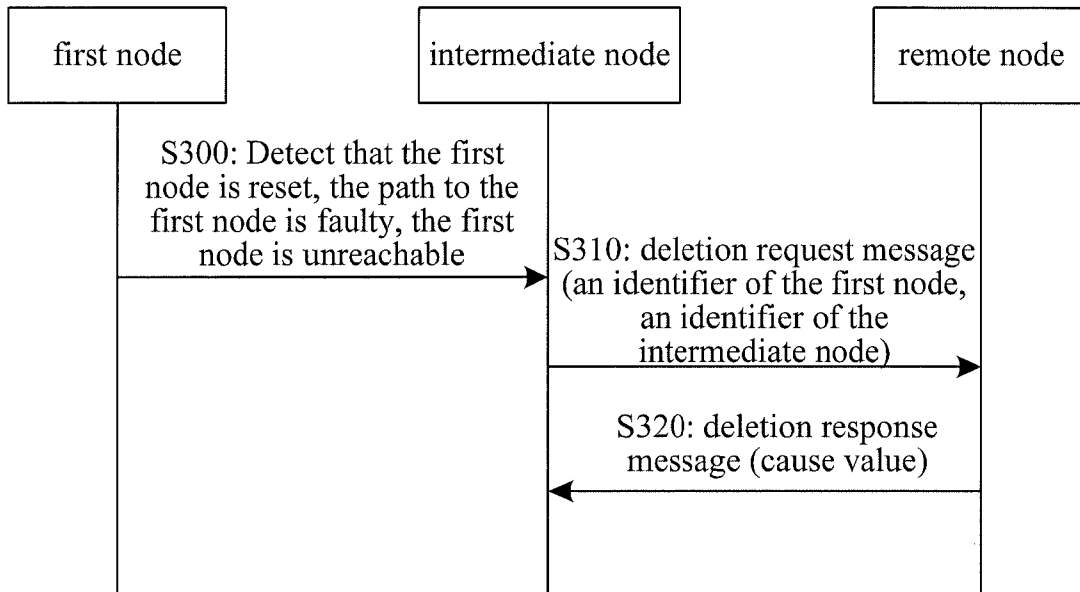 first node
intermediate node
remote node
S300: Detect that the first
node is reset, the path to the
first node is faulty, the first
node is unreachable
S310: deletion request message
(an identifier of the first node,
an identifier of the
intermediate node)
S320: deletion response
message (cause value)